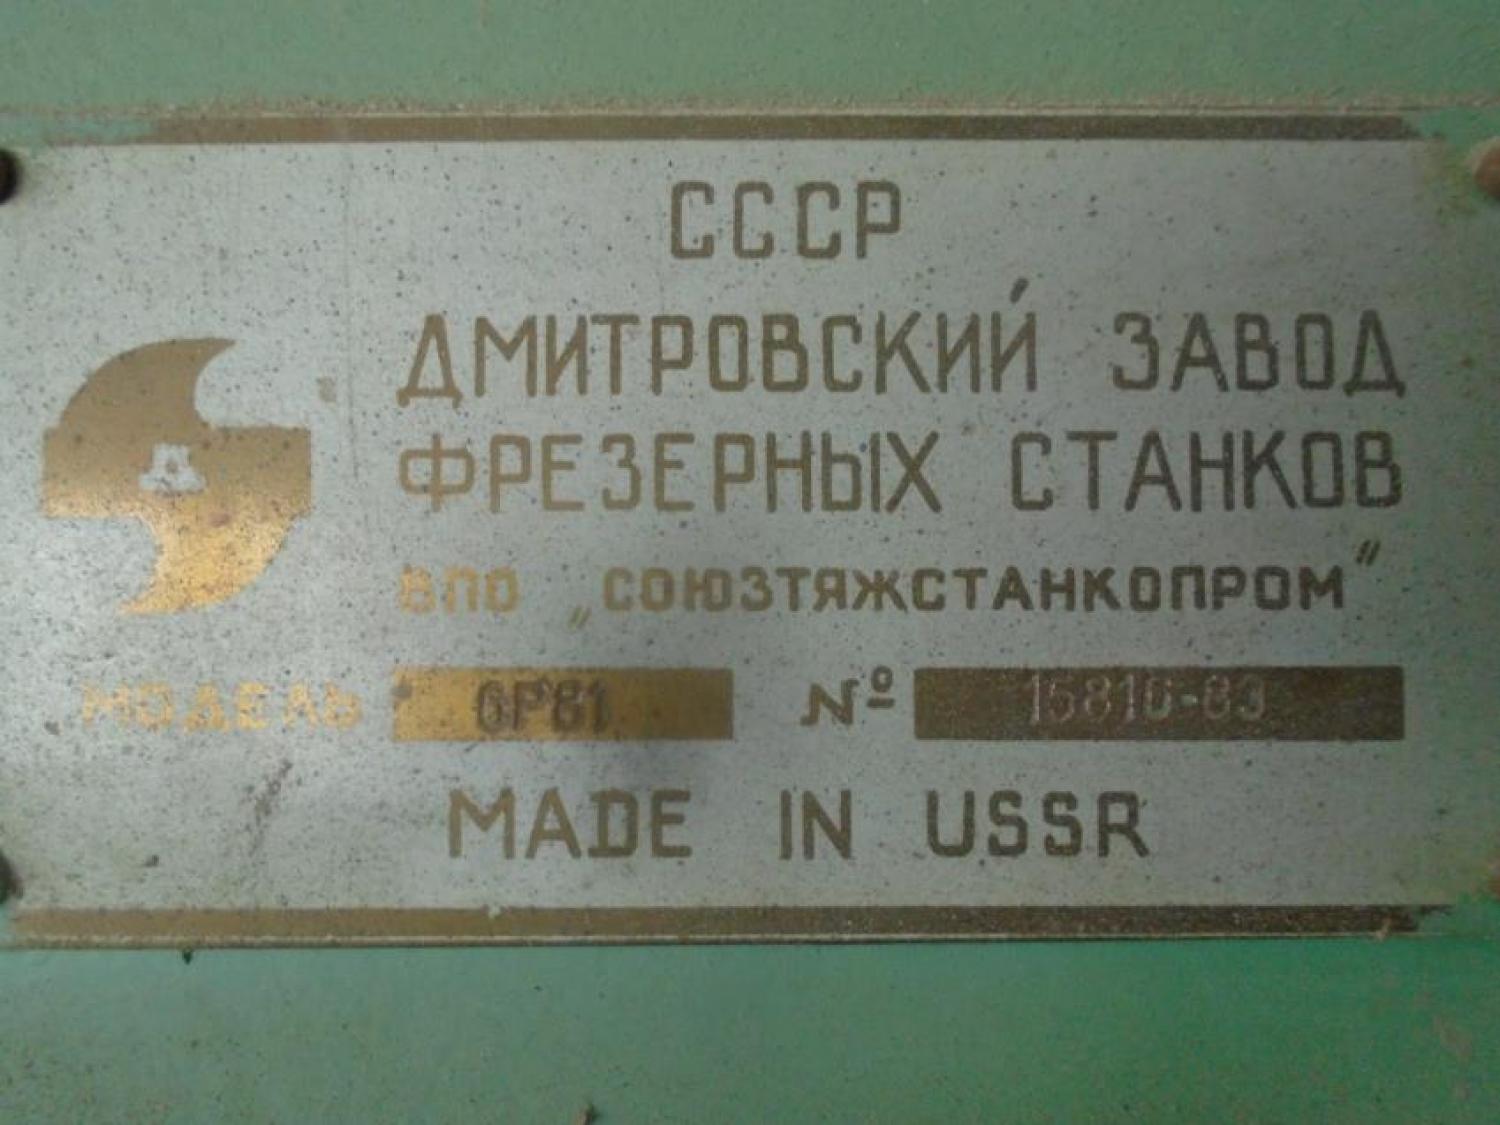 СССР
ДМИТРОВСКИЙ ЗАВОД
ФРЕЗЕРНЫХ СТАНКОВ
Д
ВПО „СОЮЗТЯЖСТАНКОПРОМ"
МОДЕЛЬ 6Р81 №
MADE IN USSR